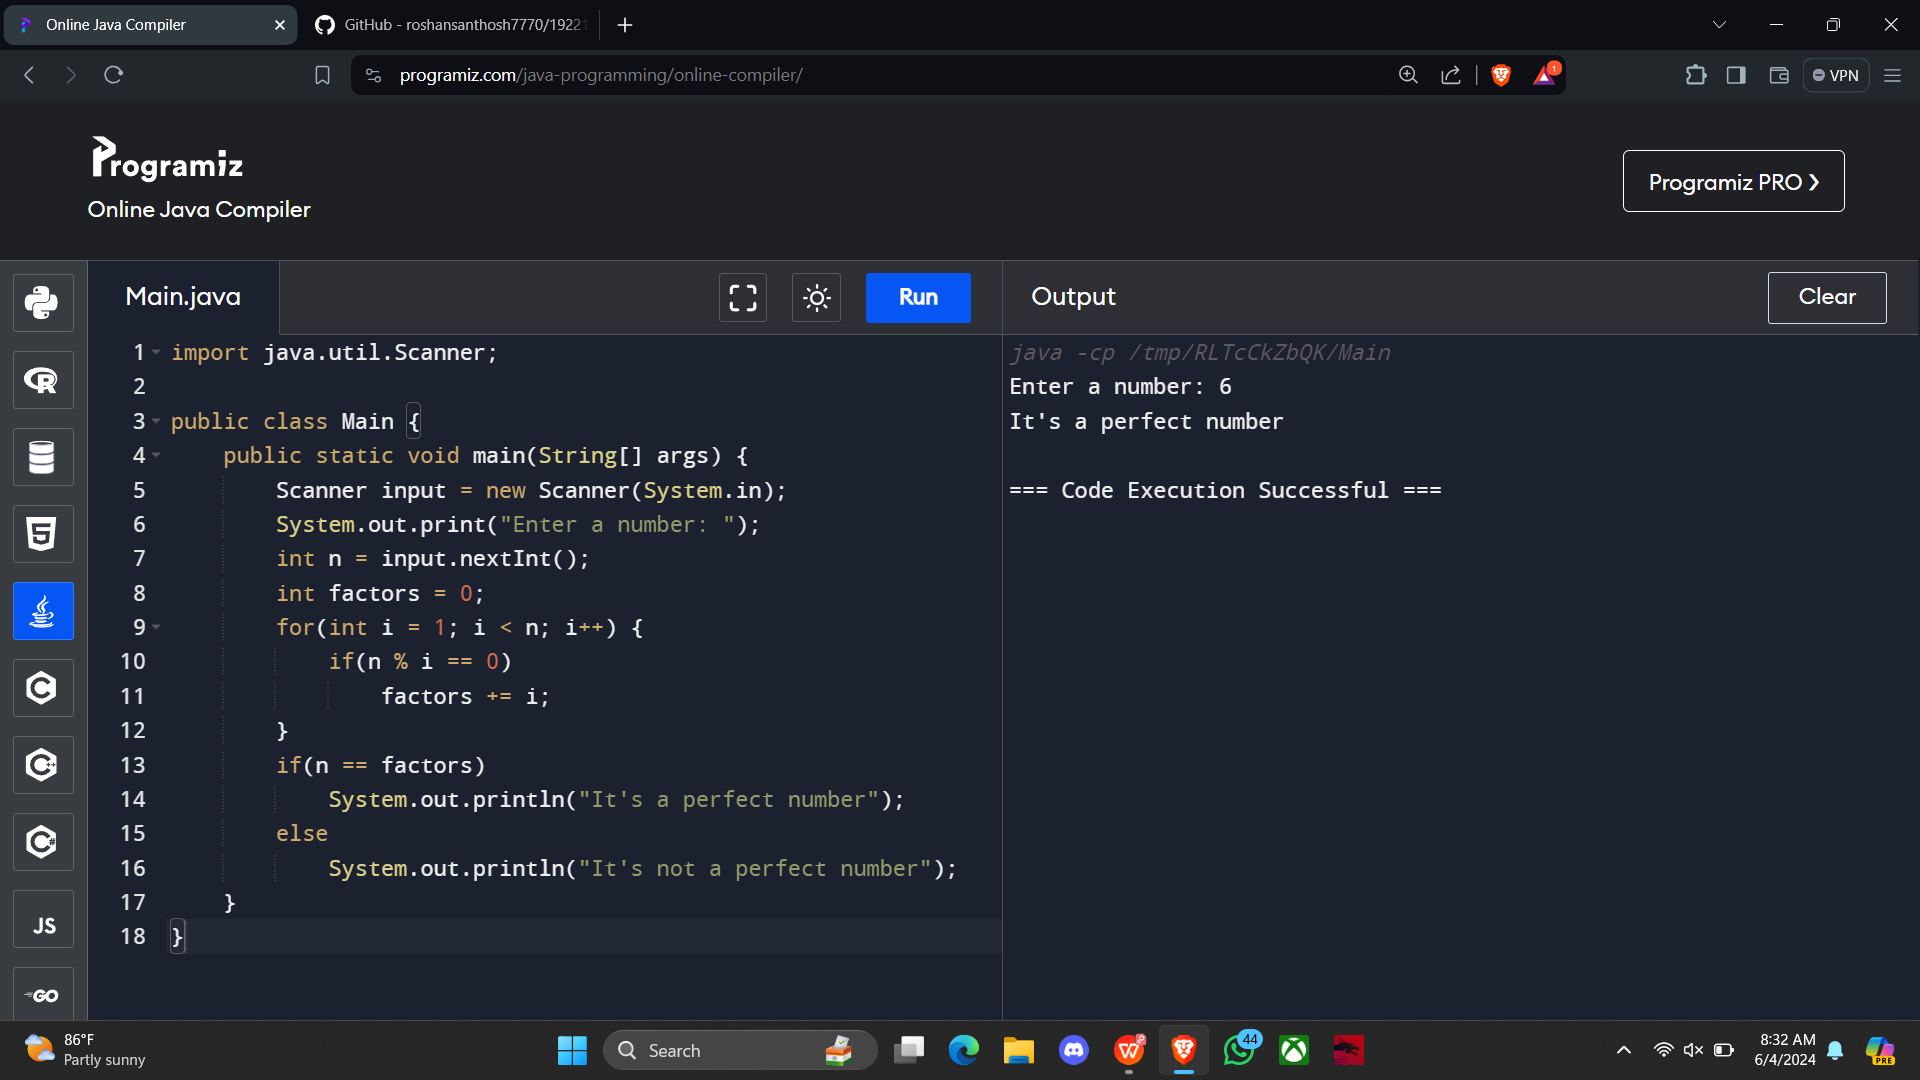 Online Java Compiler
GitHub - roshansanthosh7770/19221
programiz.com/java-programming/online-compiler/
1
VPN
Programiz
Online Java Compiler
Programiz PRO ❯
Main.java
Run
Output
Clear
1 import java.util.Scanner;
2
3 public class Main {
4     public static void main(String[] args) {
5         Scanner input = new Scanner(System.in);
6         System.out.print("Enter a number: ");
7         int n = input.nextInt();
8         int factors = 0;
9         for(int i = 1; i < n; i++) {
10             if(n % i == 0)
11                 factors += i;
12         }
13         if(n == factors)
14             System.out.println("It's a perfect number");
15         else
16             System.out.println("It's not a perfect number");
17     }
18 }
java -cp /tmp/RLTcCkZbQK/Main
Enter a number: 6
It's a perfect number
=== Code Execution Successful ===
R
5
C
C++
C#
JS
GO
86°F
Partly sunny
Search
W
44
8:32 AM
6/4/2024
PRE